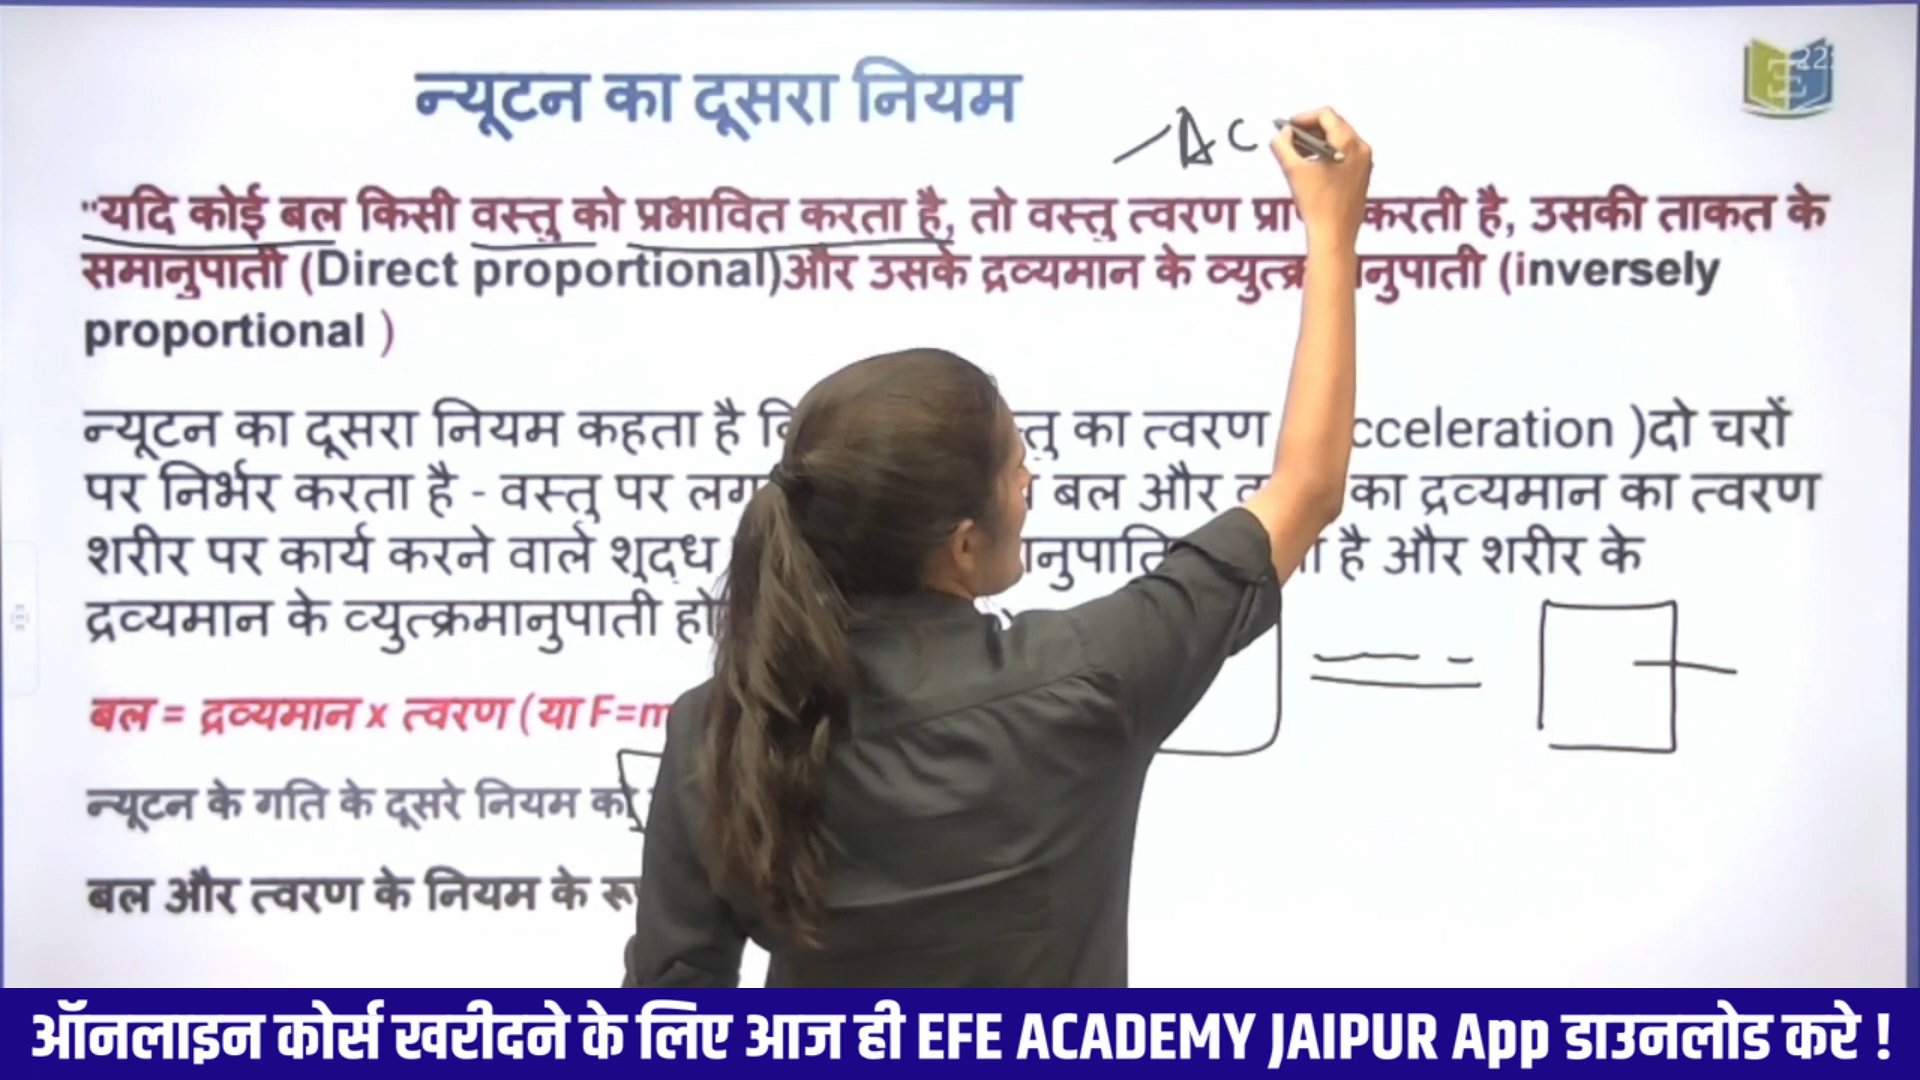 न्यूटन का दूसरा नियम
AC
22
E
"यदि कोई बल किसी वस्तु को प्रभावित करता है, तो वस्तु त्वरण करती है, उसकी ताकत के
समानुपाती (Direct proportional)और उसके द्रव्यमान के (inversely
proportional )
न्यूटन का दूसरा नियम कहता है का त्वरण )दो चरों
पर निर्भर करता है - वस्तु पर बल और का द्रव्यमान का त्वरण
शरीर पर कार्य करने वाले शुद्ध है और शरीर के
द्रव्यमान के व्युत्क्रमानुपाती
बल = द्रव्यमान x त्वरण (या
न्यूटन के गति के दूसरे नियम को
बल और त्वरण के नियम के
ऑनलाइन कोर्स खरीदने के लिए आज ही EFE ACADEMY JAIPUR App डाउनलोड करे !